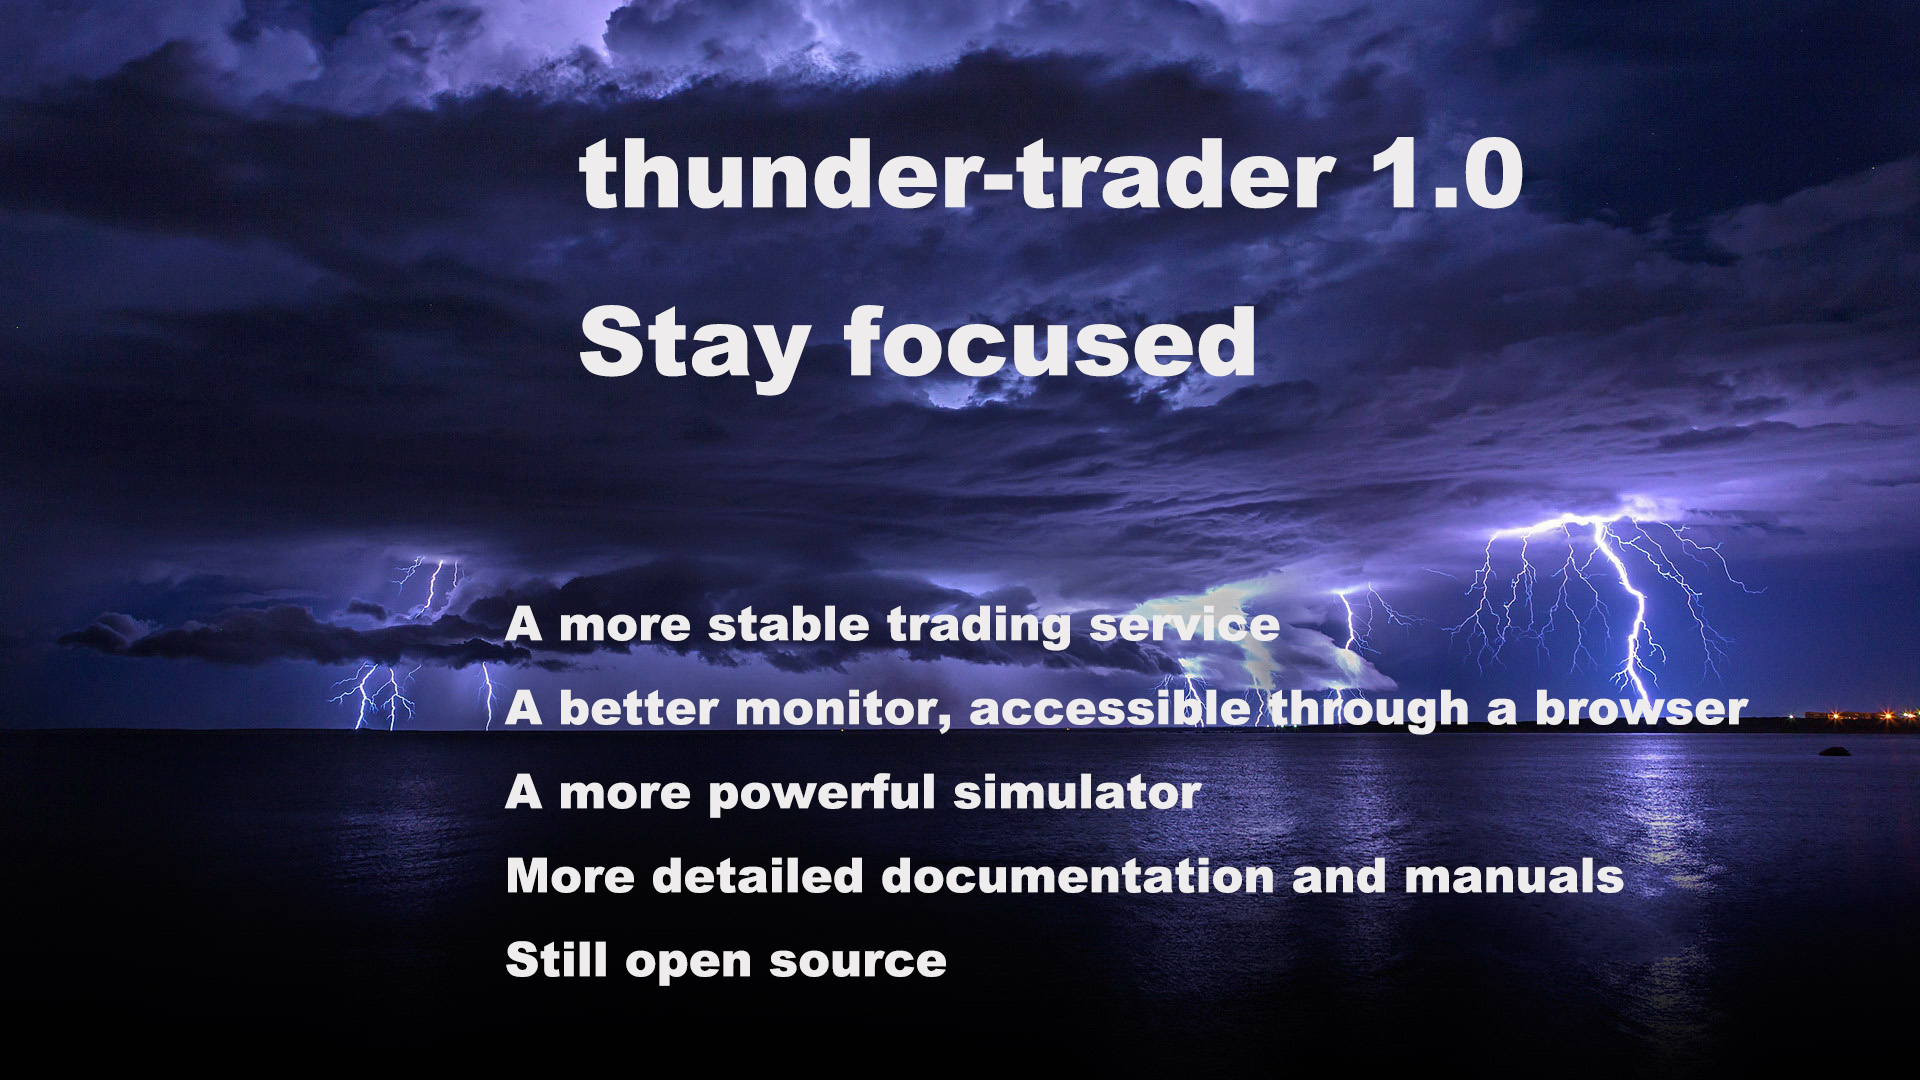 thunder-trader 1.0
Stay focused
A more stable trading service
A better monitor, accessible through a browser
A more powerful simulator
More detailed documentation and manuals
Still open source